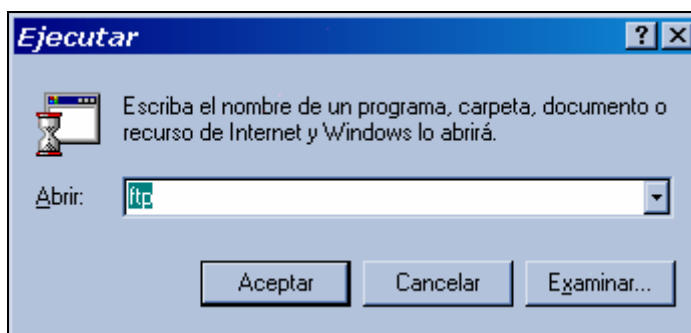 Ejecutar
Escriba el nombre de un programa, carpeta, documento o
recurso de Internet y Windows lo abrirá.
Abrir: ftp
Aceptar Cancelar Examinar...